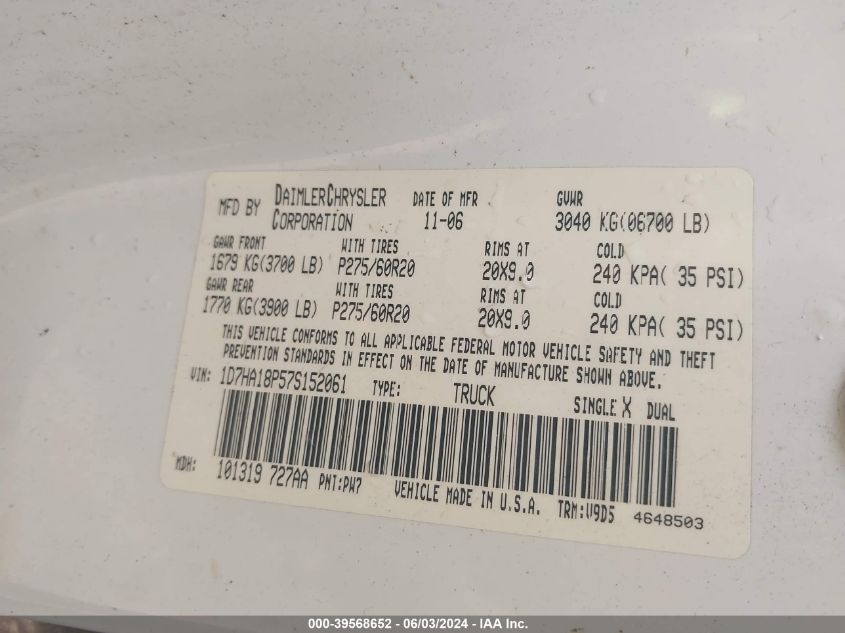 MFD BY DAIMLERCHRYSLER CORPORATION DATE OF MFR 11-06 GVWR 3040 KG(06700 LB)
GAWR FRONT WITH TIRES RIMS AT COLD
1679 KG(3700 LB) P275/60R20 20X9.0 240 KPA( 35 PSI)
GAWR REAR WITH TIRES RIMS AT COLD
1770 KG(3900 LB) P275/60R20 20X9.0 240 KPA( 35 PSI)
THIS VEHICLE CONFORMS TO ALL APPLICABLE FEDERAL MOTOR VEHICLE SAFETY AND THEFT
PREVENTION STANDARDS IN EFFECT ON THE DATE OF MANUFACTURE SHOWN ABOVE.
VIN: 1D7HA18P57S152061 TYPE: TRUCK SINGLE X DUAL
MDH: 101319 727AA PNT:PW7 VEHICLE MADE IN U.S.A. TRM:V9D5 4648503
000-39568652 - 06/03/2024 - IAA Inc.